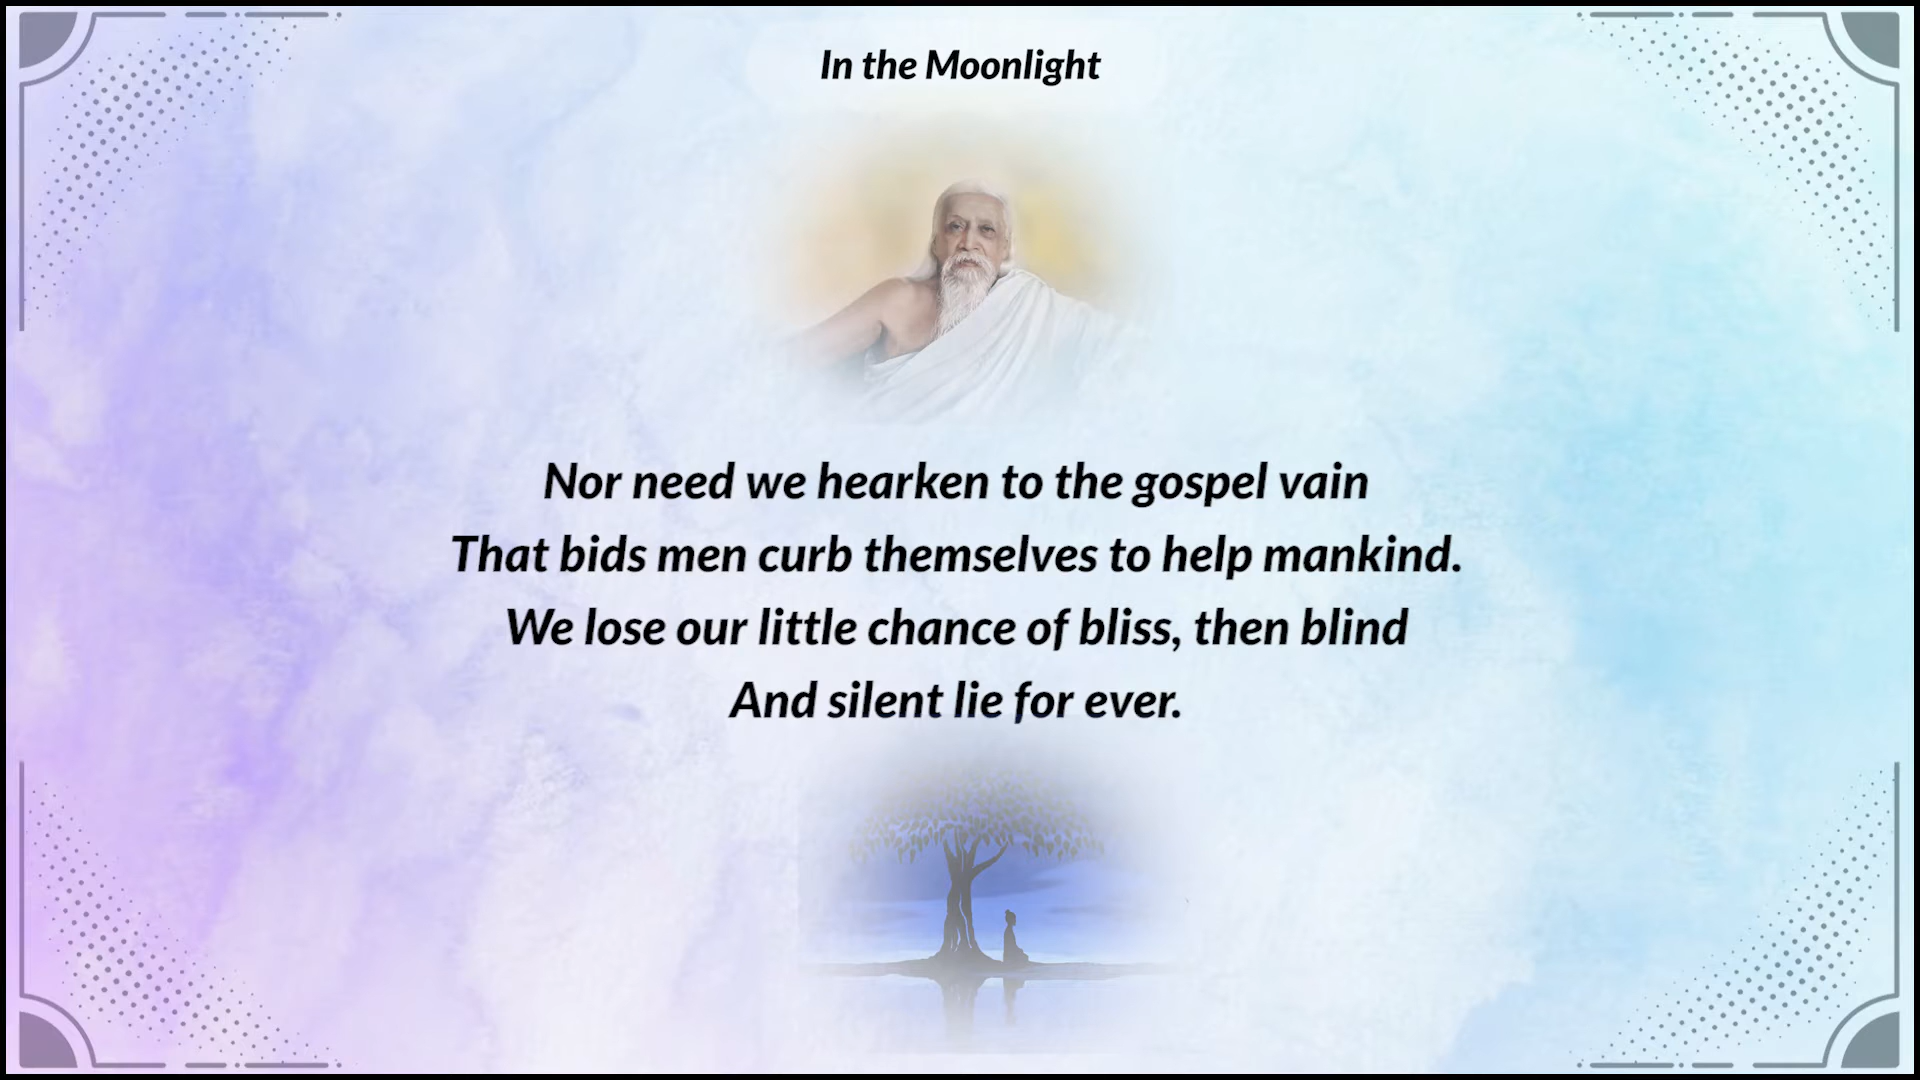 In the Moonlight
Nor need we hearken to the gospel vain
That bids men curb themselves to help mankind.
We lose our little chance of bliss, then blind
And silent lie for ever.